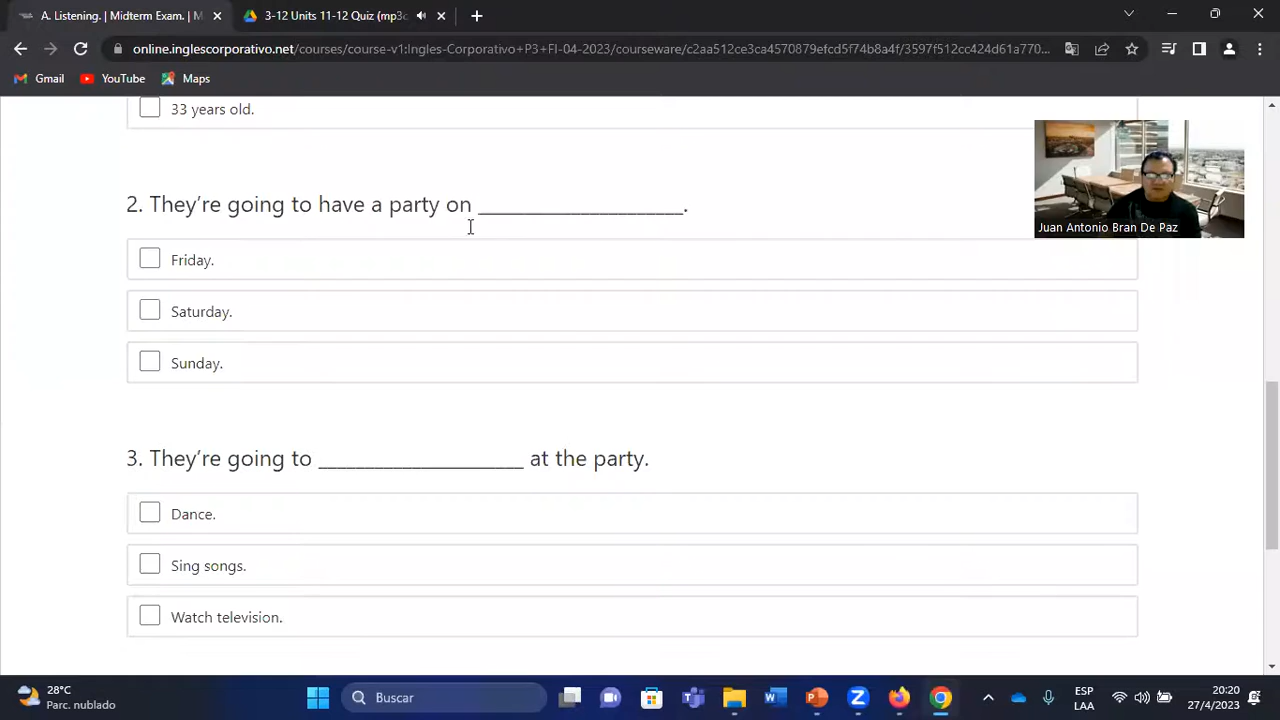 A. Listening. | Midterm Exam. | M
3-12 Units 11-12 Quiz (mp3c
online.inglescorporativo.net/courses/course-v1:Ingles-Corporativo+P3+FI-04-2023/courseware/c2aa512ce3ca4570879efcd5f74b8a4f/3597f512cc424d61a770...
Gmail
YouTube
Maps
33 years old.
2. They’re going to have a party on ____________________.
Juan Antonio Bran De Paz
Friday.
Saturday.
Sunday.
3. They’re going to ____________________ at the party.
Dance.
Sing songs.
Watch television.
28°C
Parc. nublado
Buscar
ESP
LAA
20:20
27/4/2023